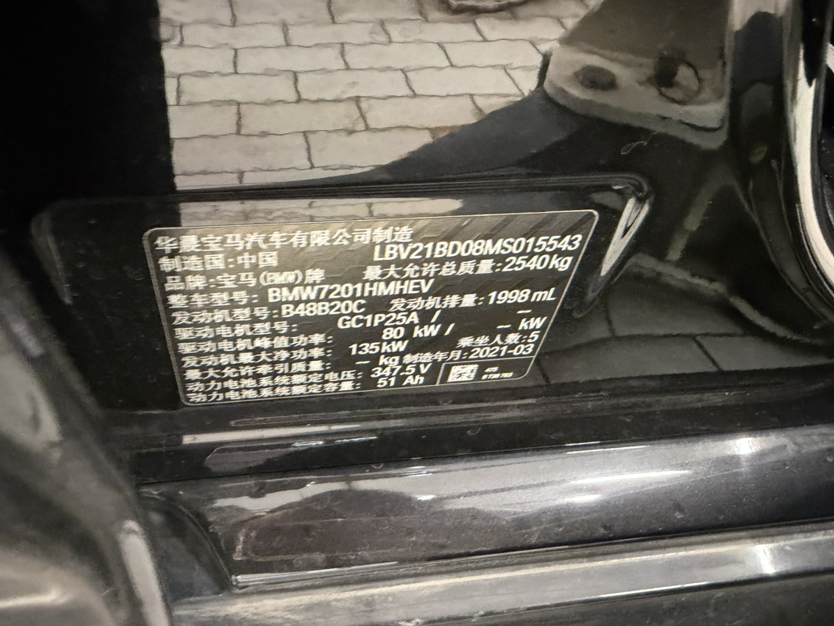 华晨宝马汽车有限公司制造
制造国:中国 LBV21BD08MS015543
品牌:宝马(BMW)牌 最大允许总质量:2540kg
整车型号: BMW7201HMHEV
发动机型号:B48B20C 发动机排量:1998 mL
驱动电机型号: GC1P25A / --
驱动电机峰值功率: 80 kW / -- kW
发动机最大净功率: 135kW 乘坐人数:5
最大允许牵引质量: -- kg 制造年月:2021-03
动力电池系统额定电压: 347.5 V
动力电池系统额定容量: 51 Ah